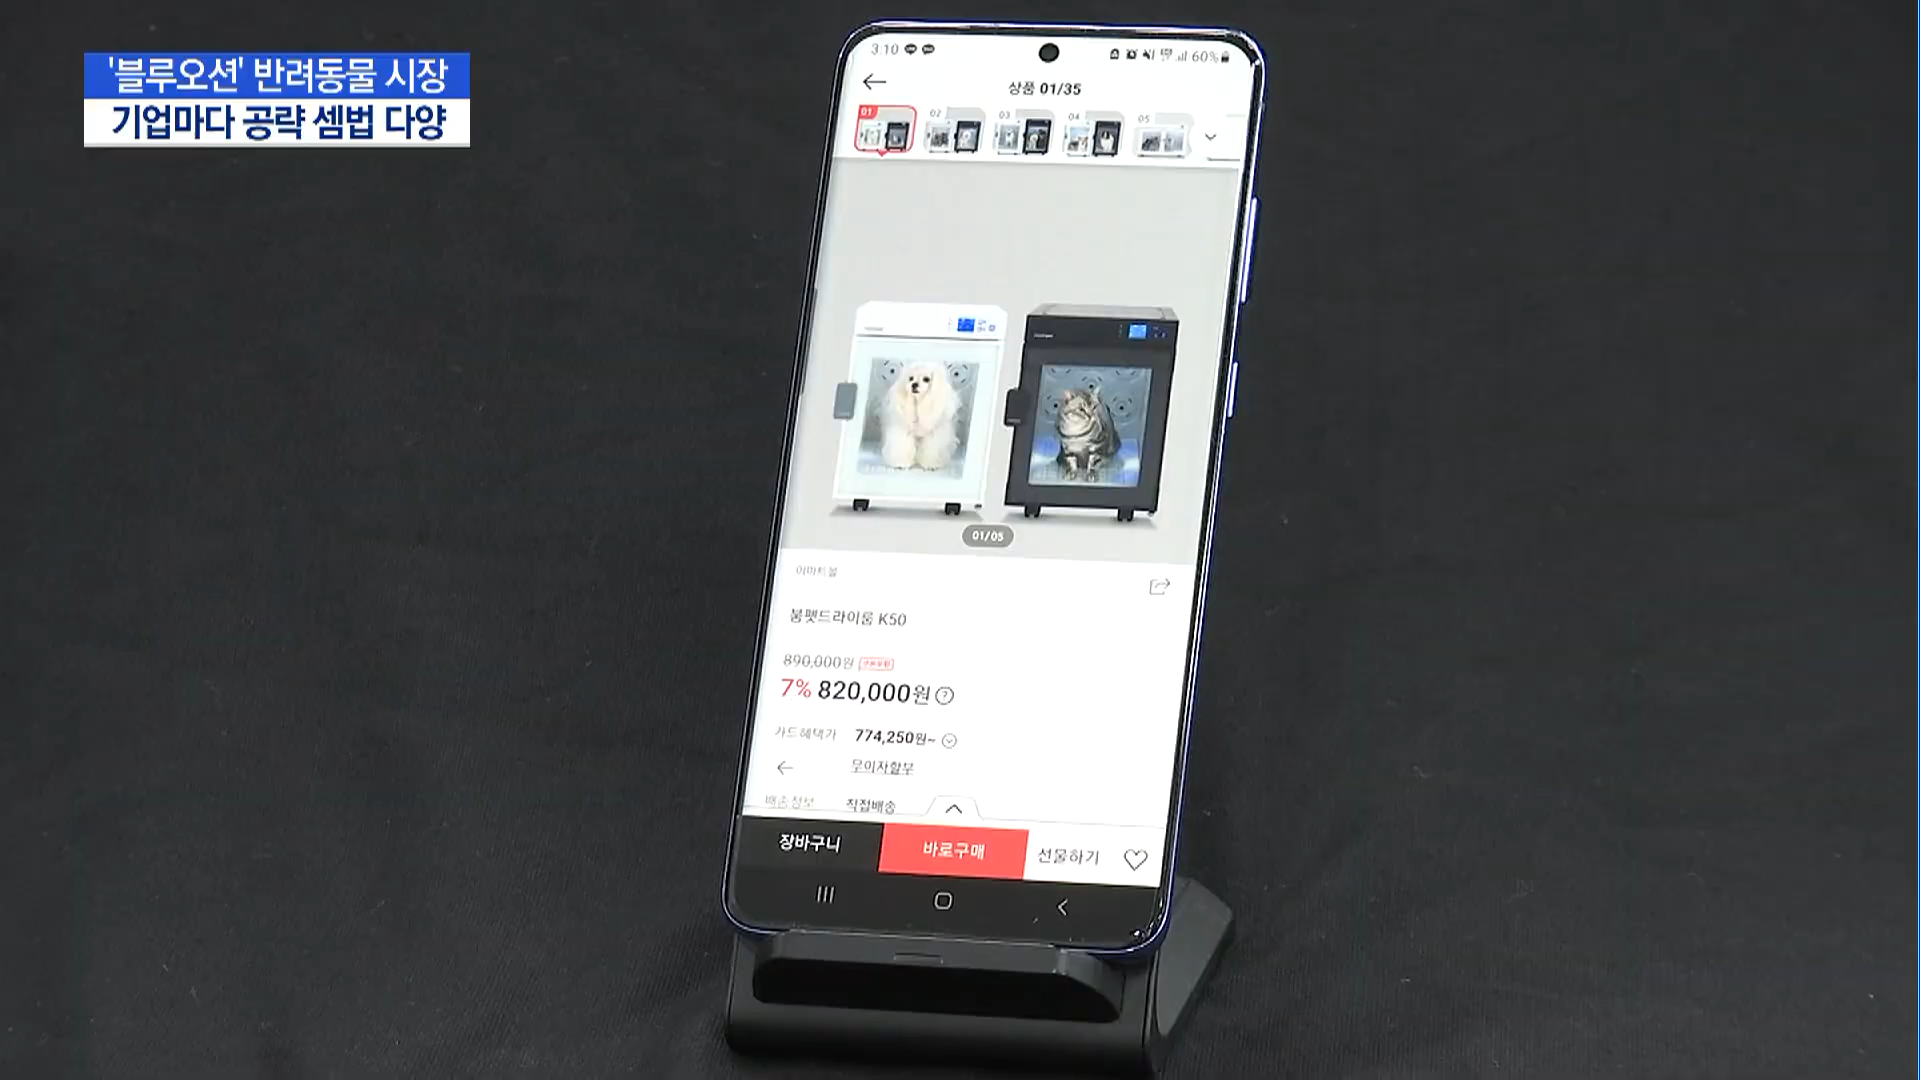 '블루오션' 반려동물 시장
기업마다 공략 셈법 다양
3:10
60%
상품 01/35
01
02
03
04
05
01/05
이마트몰
붐펫드라이룸 K50
890,000원
7% 820,000원
카드혜택가 774,250원~
무이자할부
배송정보 직접배송
장바구니 바로구매 선물하기